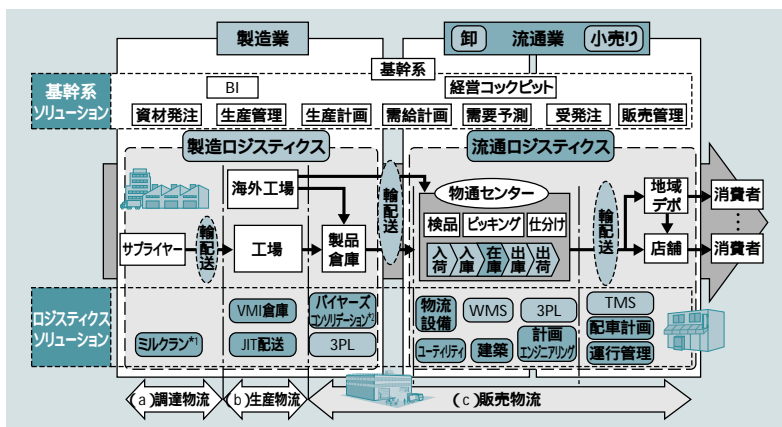 製造業
卸
流通業
小売り
基幹系
基幹系
ソリューション
BI
経営コックピット
資材発注
生産管理
生産計画
需給計画
需要予測
受発注
販売管理
製造ロジスティクス
流通ロジスティクス
サプライヤー
輸配送
海外工場
工場
製品
倉庫
輸配送
物通センター
検品
ピッキング
仕分け
入荷
入庫
在庫
出庫
出荷
輸配送
地域
デポ
店舗
消費者
⋮
消費者
ロジスティクス
ソリューション
ミルクラン*1
VMI倉庫
JIT配送
バイヤーズ
コンソリデーション*2
3PL
物流
設備
WMS
3PL
ユーティリティ
建築
計画
エンジニアリング
TMS
配車計画
運行管理
(a)調達物流
(b)生産物流
(c)販売物流